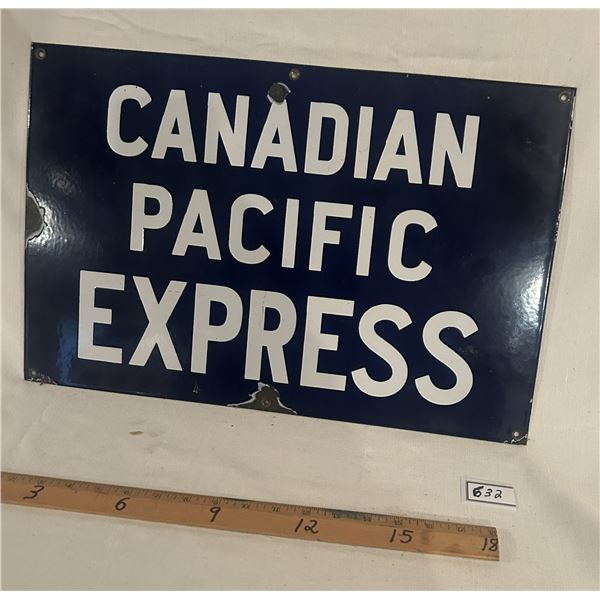 CANADIAN
PACIFIC
EXPRESS
632
3 6 9 12 15 18